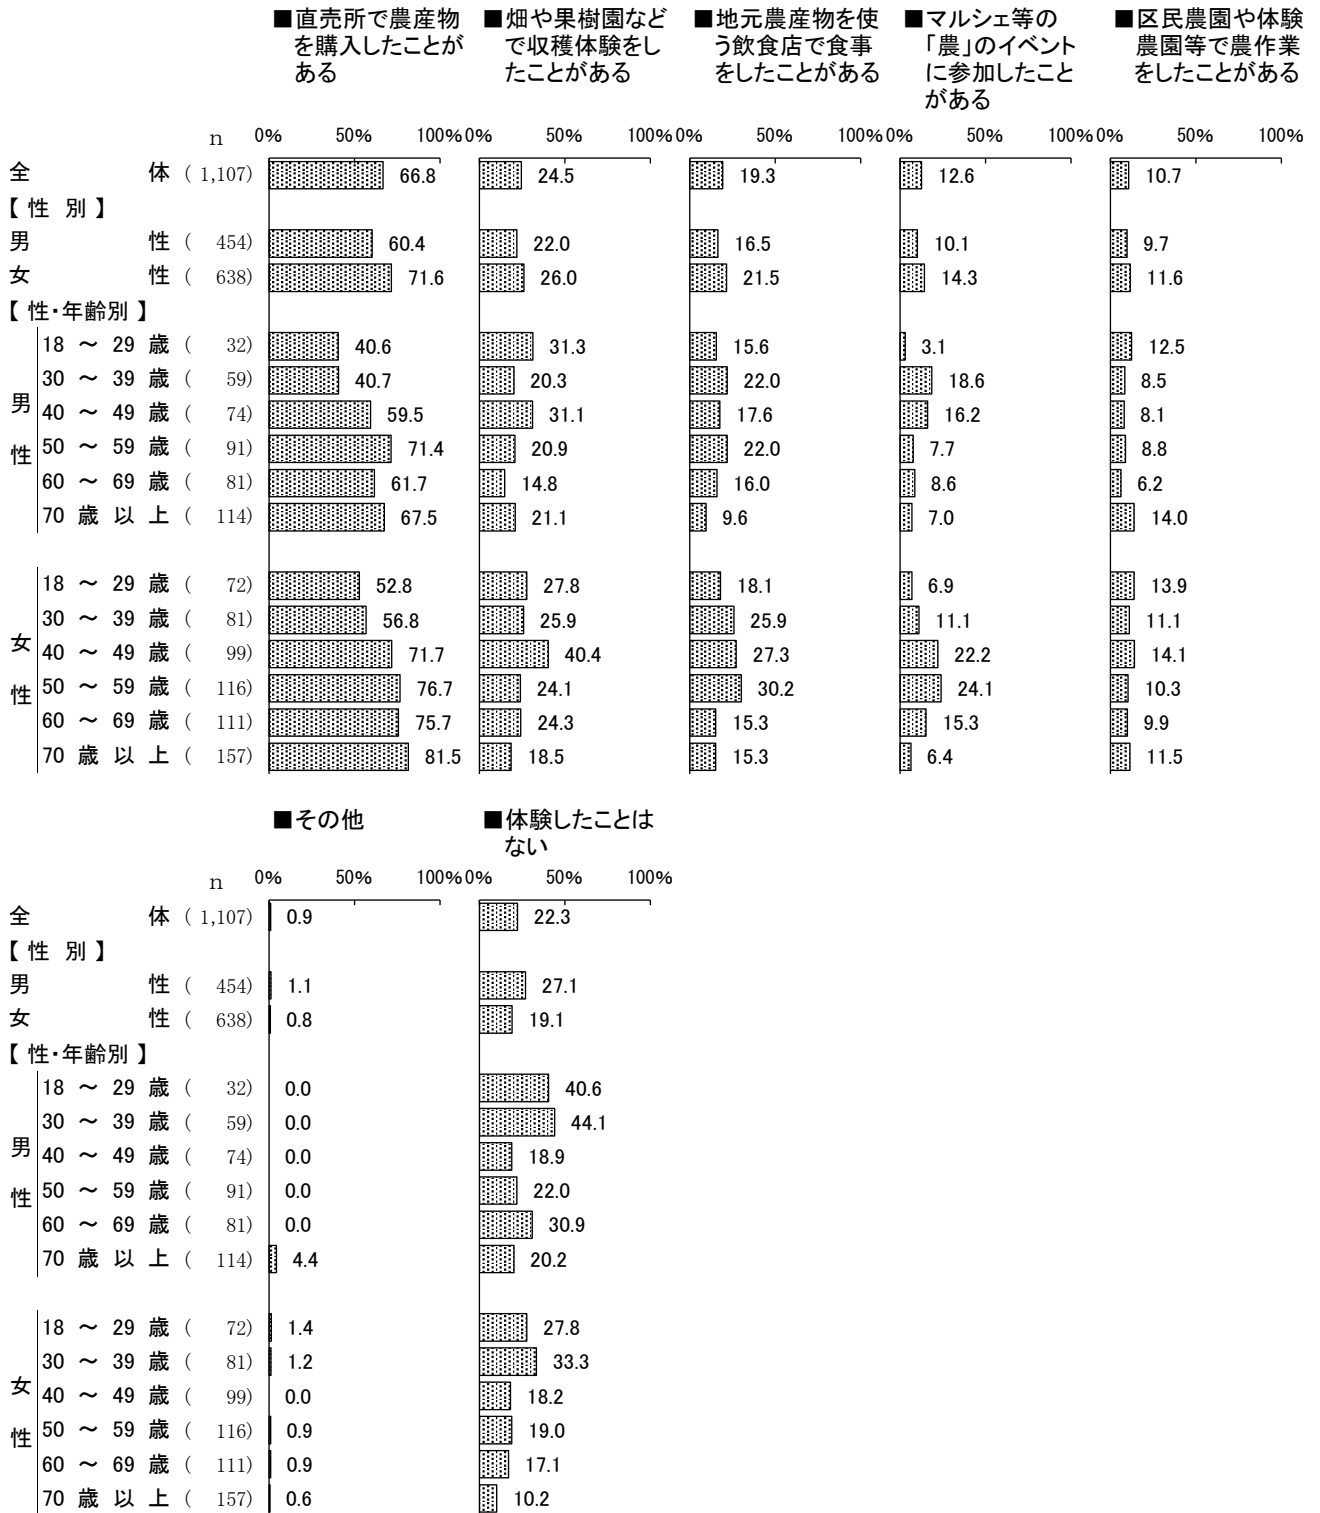 ■直売所で農産物を購入したことがある
■畑や果樹園などで収穫体験をしたことがある
■地元農産物を使う飲食店で食事をしたことがある
■マルシェ等の「農」のイベントに参加したことがある
■区民農園や体験農園等で農作業をしたことがある
n 0% 50% 100% 0% 50% 100% 0% 50% 100% 0% 50% 100% 0% 50% 100%
全体 (1,107) 66.8 24.5 19.3 12.6 10.7
【性別】
男性 (454) 60.4 22.0 16.5 10.1 9.7
女性 (638) 71.6 26.0 21.5 14.3 11.6
【性・年齢別】
男性
18 ～ 29 歳 (32) 40.6 31.3 15.6 3.1 12.5
30 ～ 39 歳 (59) 40.7 20.3 22.0 18.6 8.5
40 ～ 49 歳 (74) 59.5 31.1 17.6 16.2 8.1
50 ～ 59 歳 (91) 71.4 20.9 22.0 7.7 8.8
60 ～ 69 歳 (81) 61.7 14.8 16.0 8.6 6.2
70 歳以上 (114) 67.5 21.1 9.6 7.0 14.0
女性
18 ～ 29 歳 (72) 52.8 27.8 18.1 6.9 13.9
30 ～ 39 歳 (81) 56.8 25.9 25.9 11.1 11.1
40 ～ 49 歳 (99) 71.7 40.4 27.3 22.2 14.1
50 ～ 59 歳 (116) 76.7 24.1 30.2 24.1 10.3
60 ～ 69 歳 (111) 75.7 24.3 15.3 15.3 9.9
70 歳以上 (157) 81.5 18.5 15.3 6.4 11.5
■その他
■体験したことはない
n 0% 50% 100% 0% 50% 100%
全体 (1,107) 0.9 22.3
【性別】
男性 (454) 1.1 27.1
女性 (638) 0.8 19.1
【性・年齢別】
男性
18 ～ 29 歳 (32) 0.0 40.6
30 ～ 39 歳 (59) 0.0 44.1
40 ～ 49 歳 (74) 0.0 18.9
50 ～ 59 歳 (91) 0.0 22.0
60 ～ 69 歳 (81) 0.0 30.9
70 歳以上 (114) 4.4 20.2
女性
18 ～ 29 歳 (72) 1.4 27.8
30 ～ 39 歳 (81) 1.2 33.3
40 ～ 49 歳 (99) 0.0 18.2
50 ～ 59 歳 (116) 0.9 19.0
60 ～ 69 歳 (111) 0.9 17.1
70 歳以上 (157) 0.6 10.2